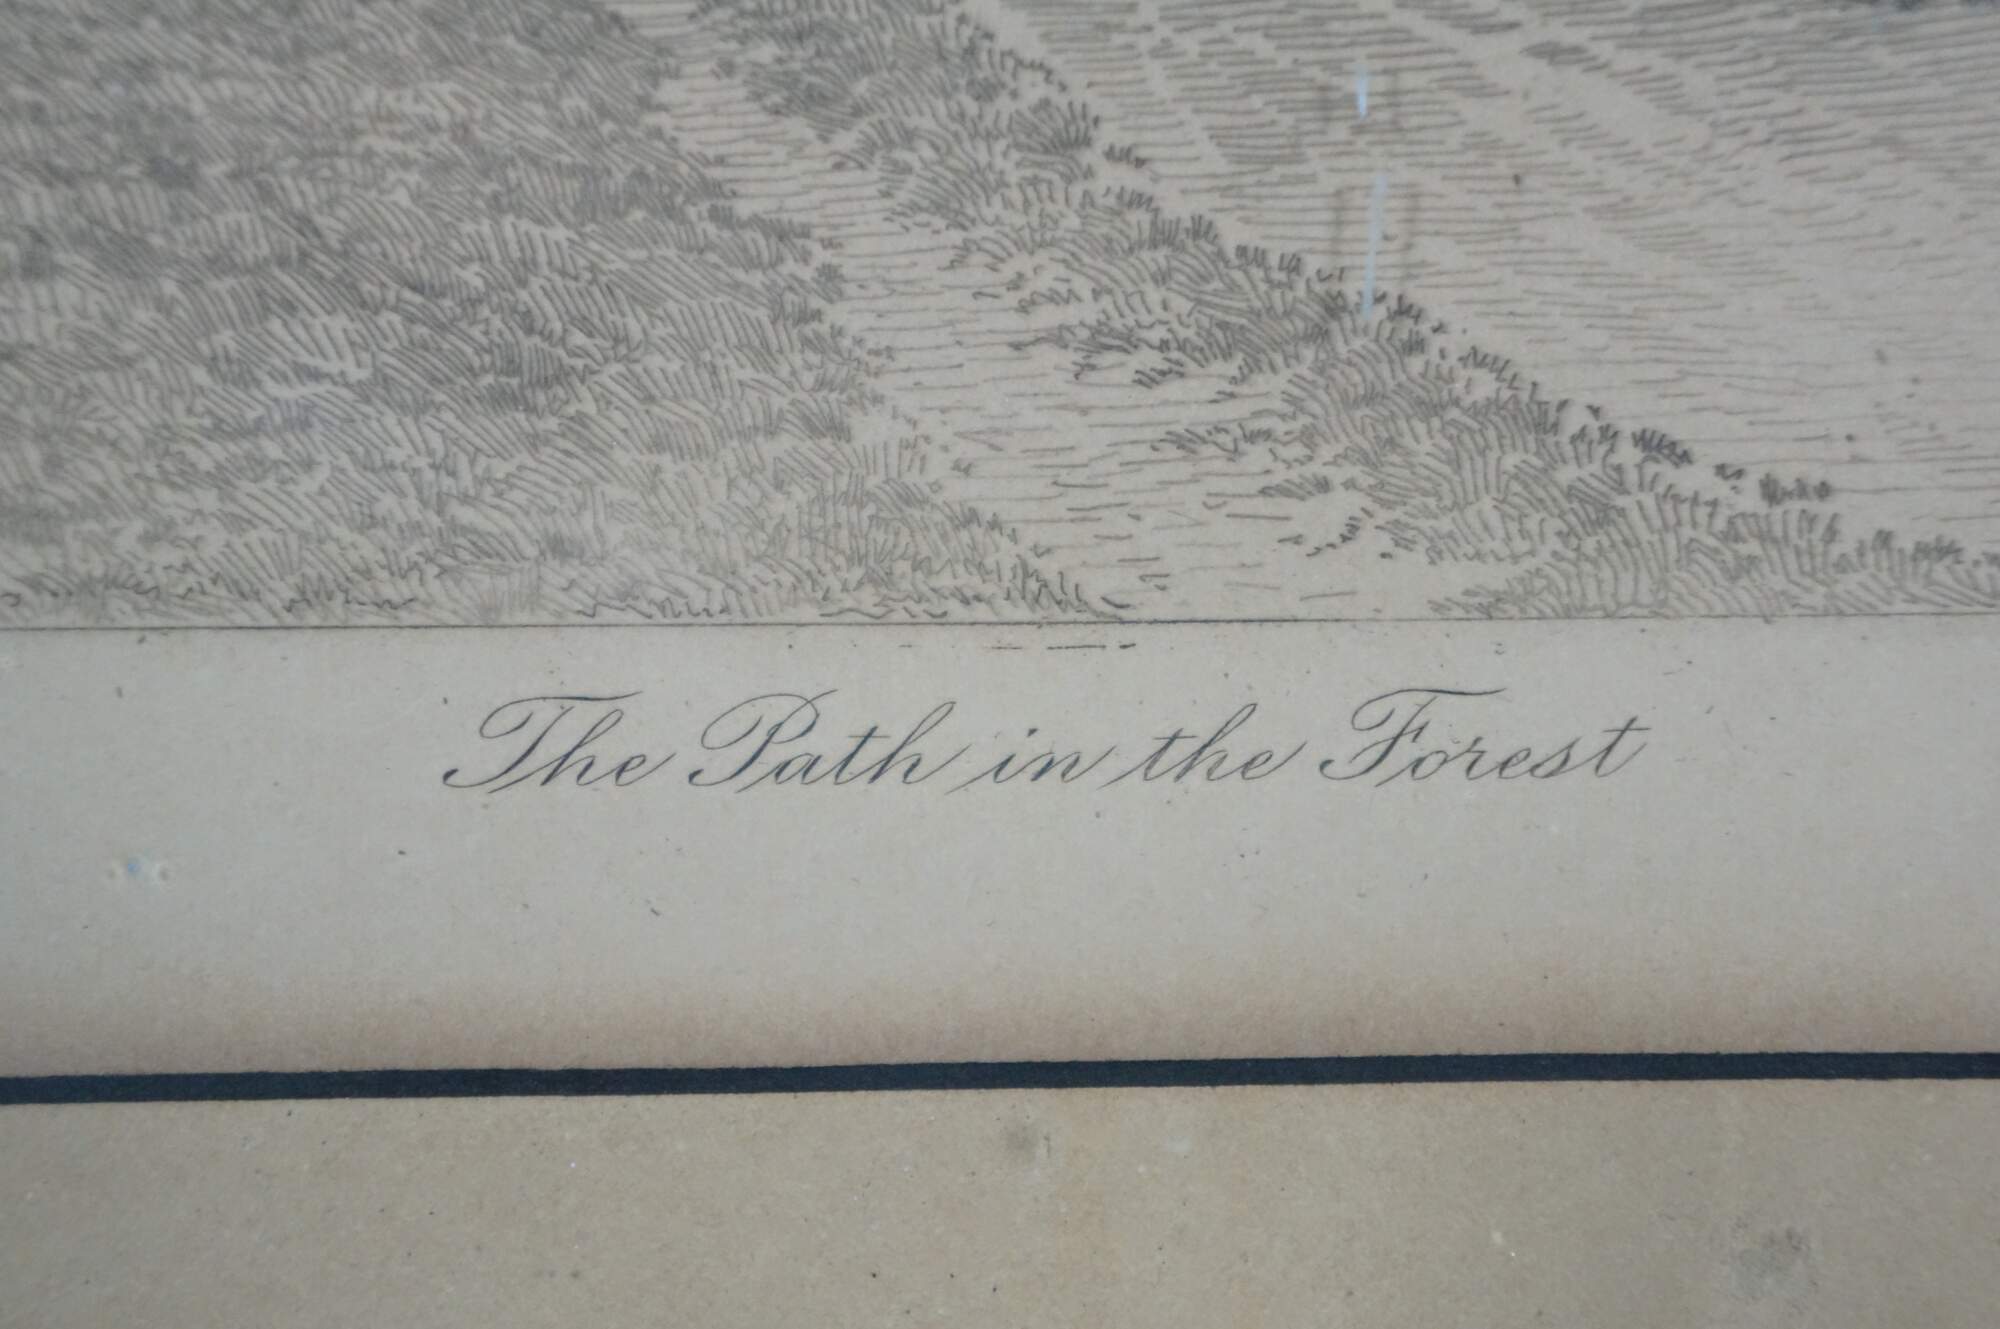 The Path in the Forest